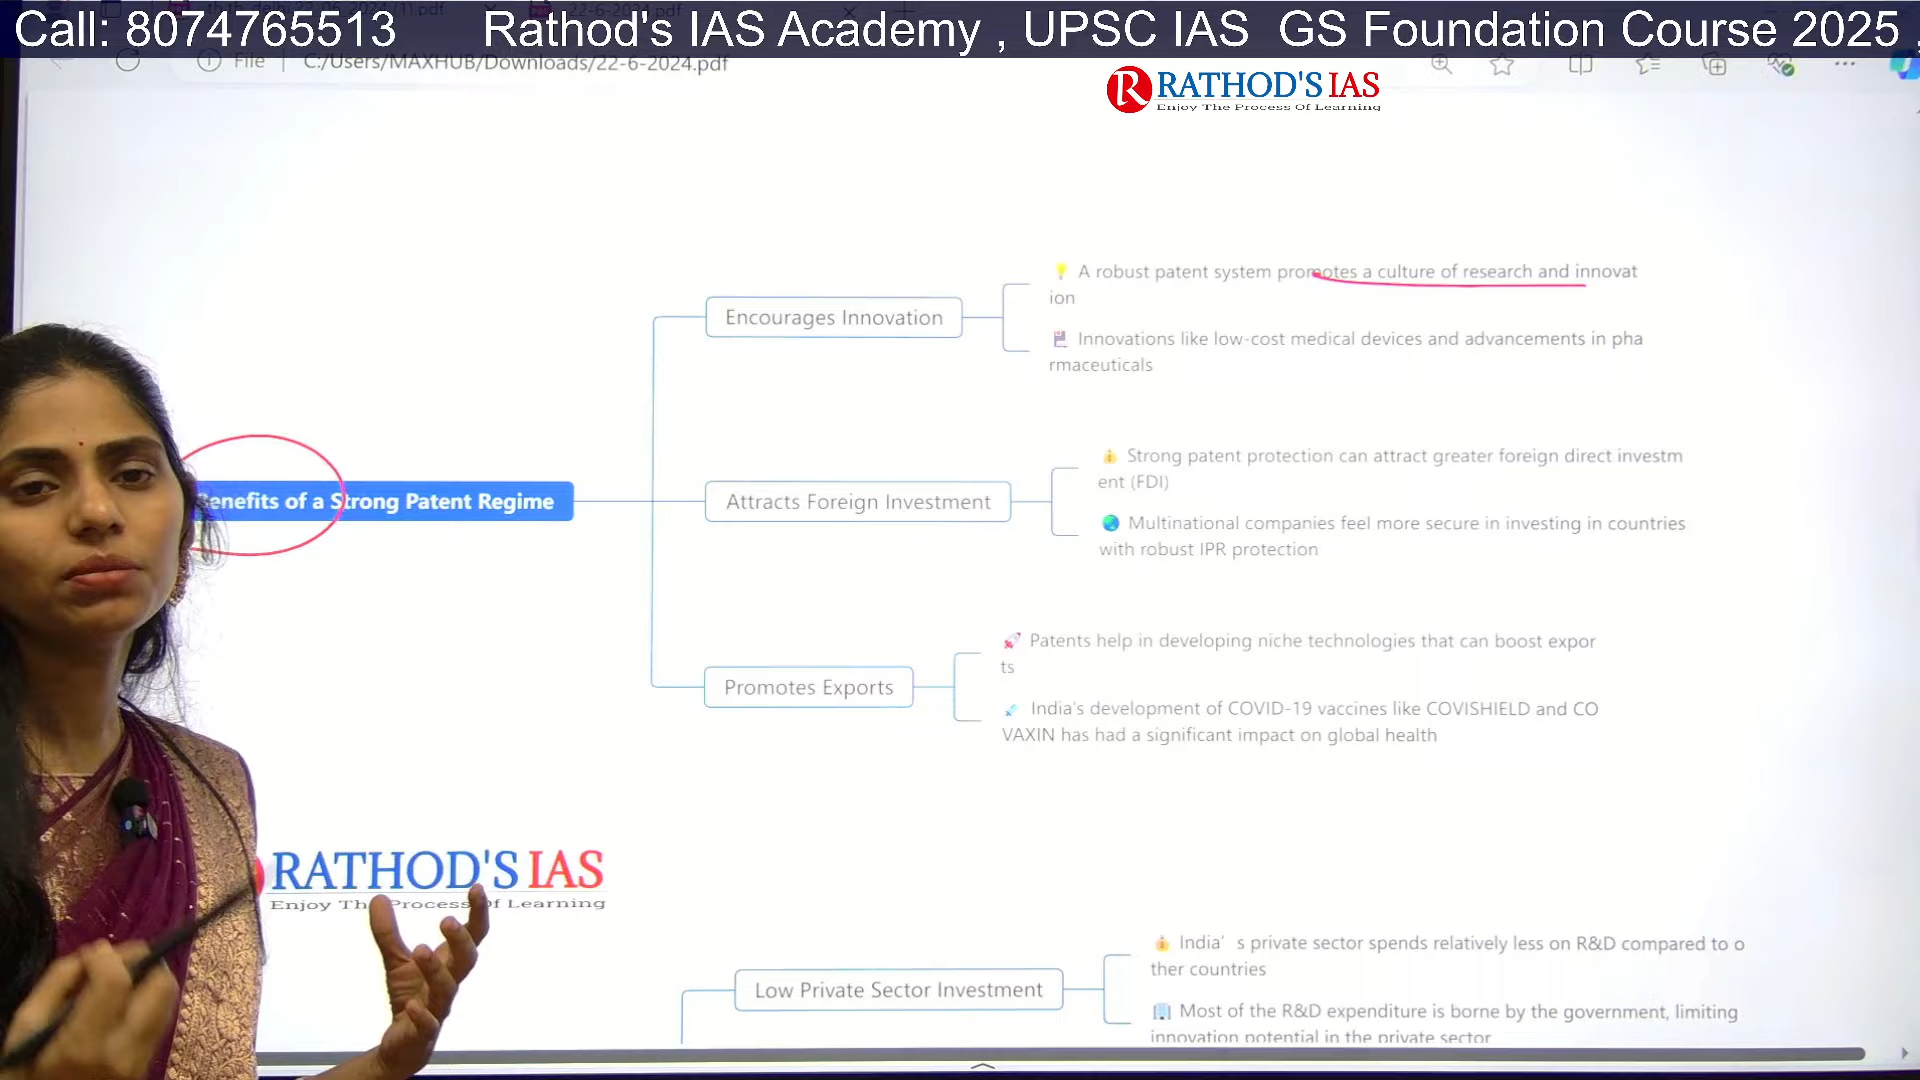 Call: 8074765513 Rathod's IAS Academy , UPSC IAS GS Foundation Course 2025 ,
File
C:/Users/MAXHUB/Downloads/22-6-2024.pdf
RATHOD'S IAS
Enjoy The Process Of Learning
💡 A robust patent system promotes a culture of research and innovat
ion
Encourages Innovation
Innovations like low-cost medical devices and advancements in pha
rmaceuticals
Strong patent protection can attract greater foreign direct investm
ent (FDI)
Benefits of a Strong Patent Regime
Attracts Foreign Investment
Multinational companies feel more secure in investing in countries
with robust IPR protection
Patents help in developing niche technologies that can boost expor
ts
Promotes Exports
India's development of COVID-19 vaccines like COVISHIELD and CO
VAXIN has had a significant impact on global health
RATHOD'S IAS
Enjoy The Process Of Learning
India's private sector spends relatively less on R&D compared to o
ther countries
Low Private Sector Investment
Most of the R&D expenditure is borne by the government, limiting
innovation potential in the private sector